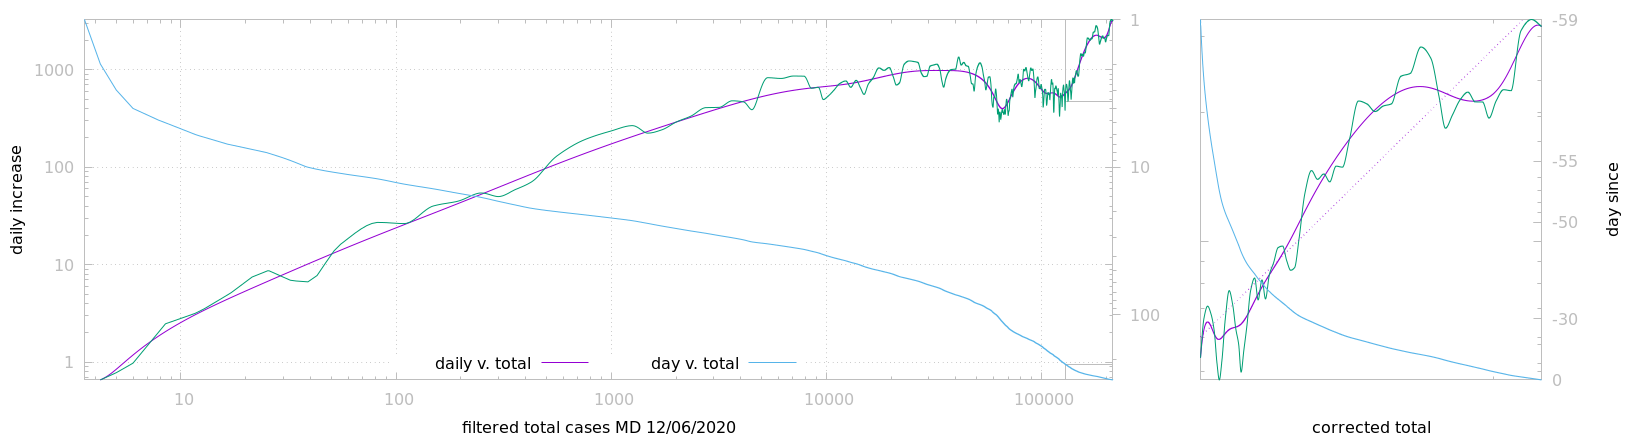 daily increase
1000
100
10
1
10
100
1000
10000
100000
filtered total cases MD 12/06/2020
daily v. total
day v. total
1
10
100
-59
-55
-50
-30
0
day since
corrected total